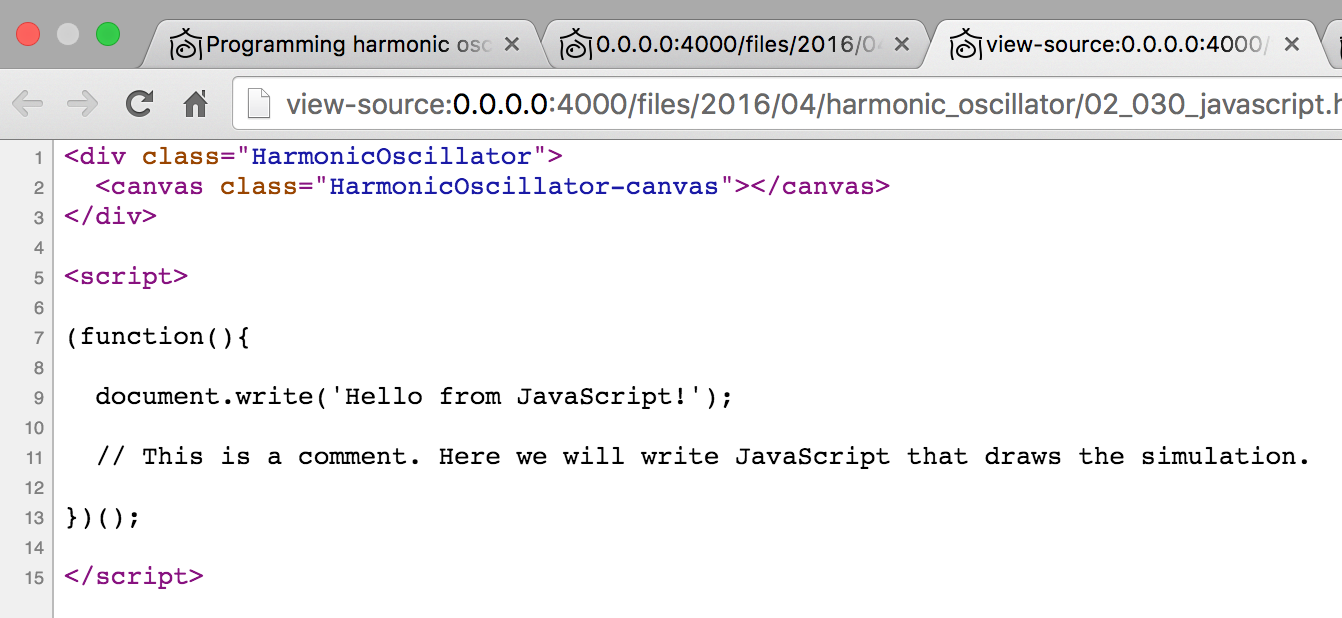 Programming harmonic osc
0.0.0.0:4000/files/2016/0
view-source:0.0.0.0:4000/
view-source:0.0.0.0:4000/files/2016/04/harmonic_oscillator/02_030_javascript.h
1 <div class="HarmonicOscillator">
2   <canvas class="HarmonicOscillator-canvas"></canvas>
3 </div>
4
5 <script>
6
7 (function(){
8
9   document.write('Hello from JavaScript!');
10
11   // This is a comment. Here we will write JavaScript that draws the simulation.
12
13 })();
14
15 </script>